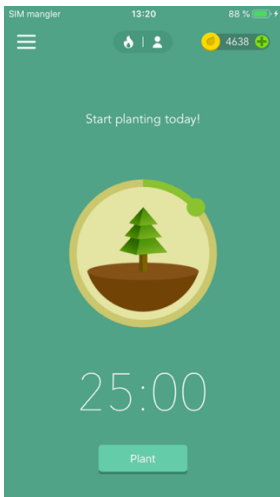 SIM mangler 13:20 88 %
4638
Start planting today!
25:00
Plant